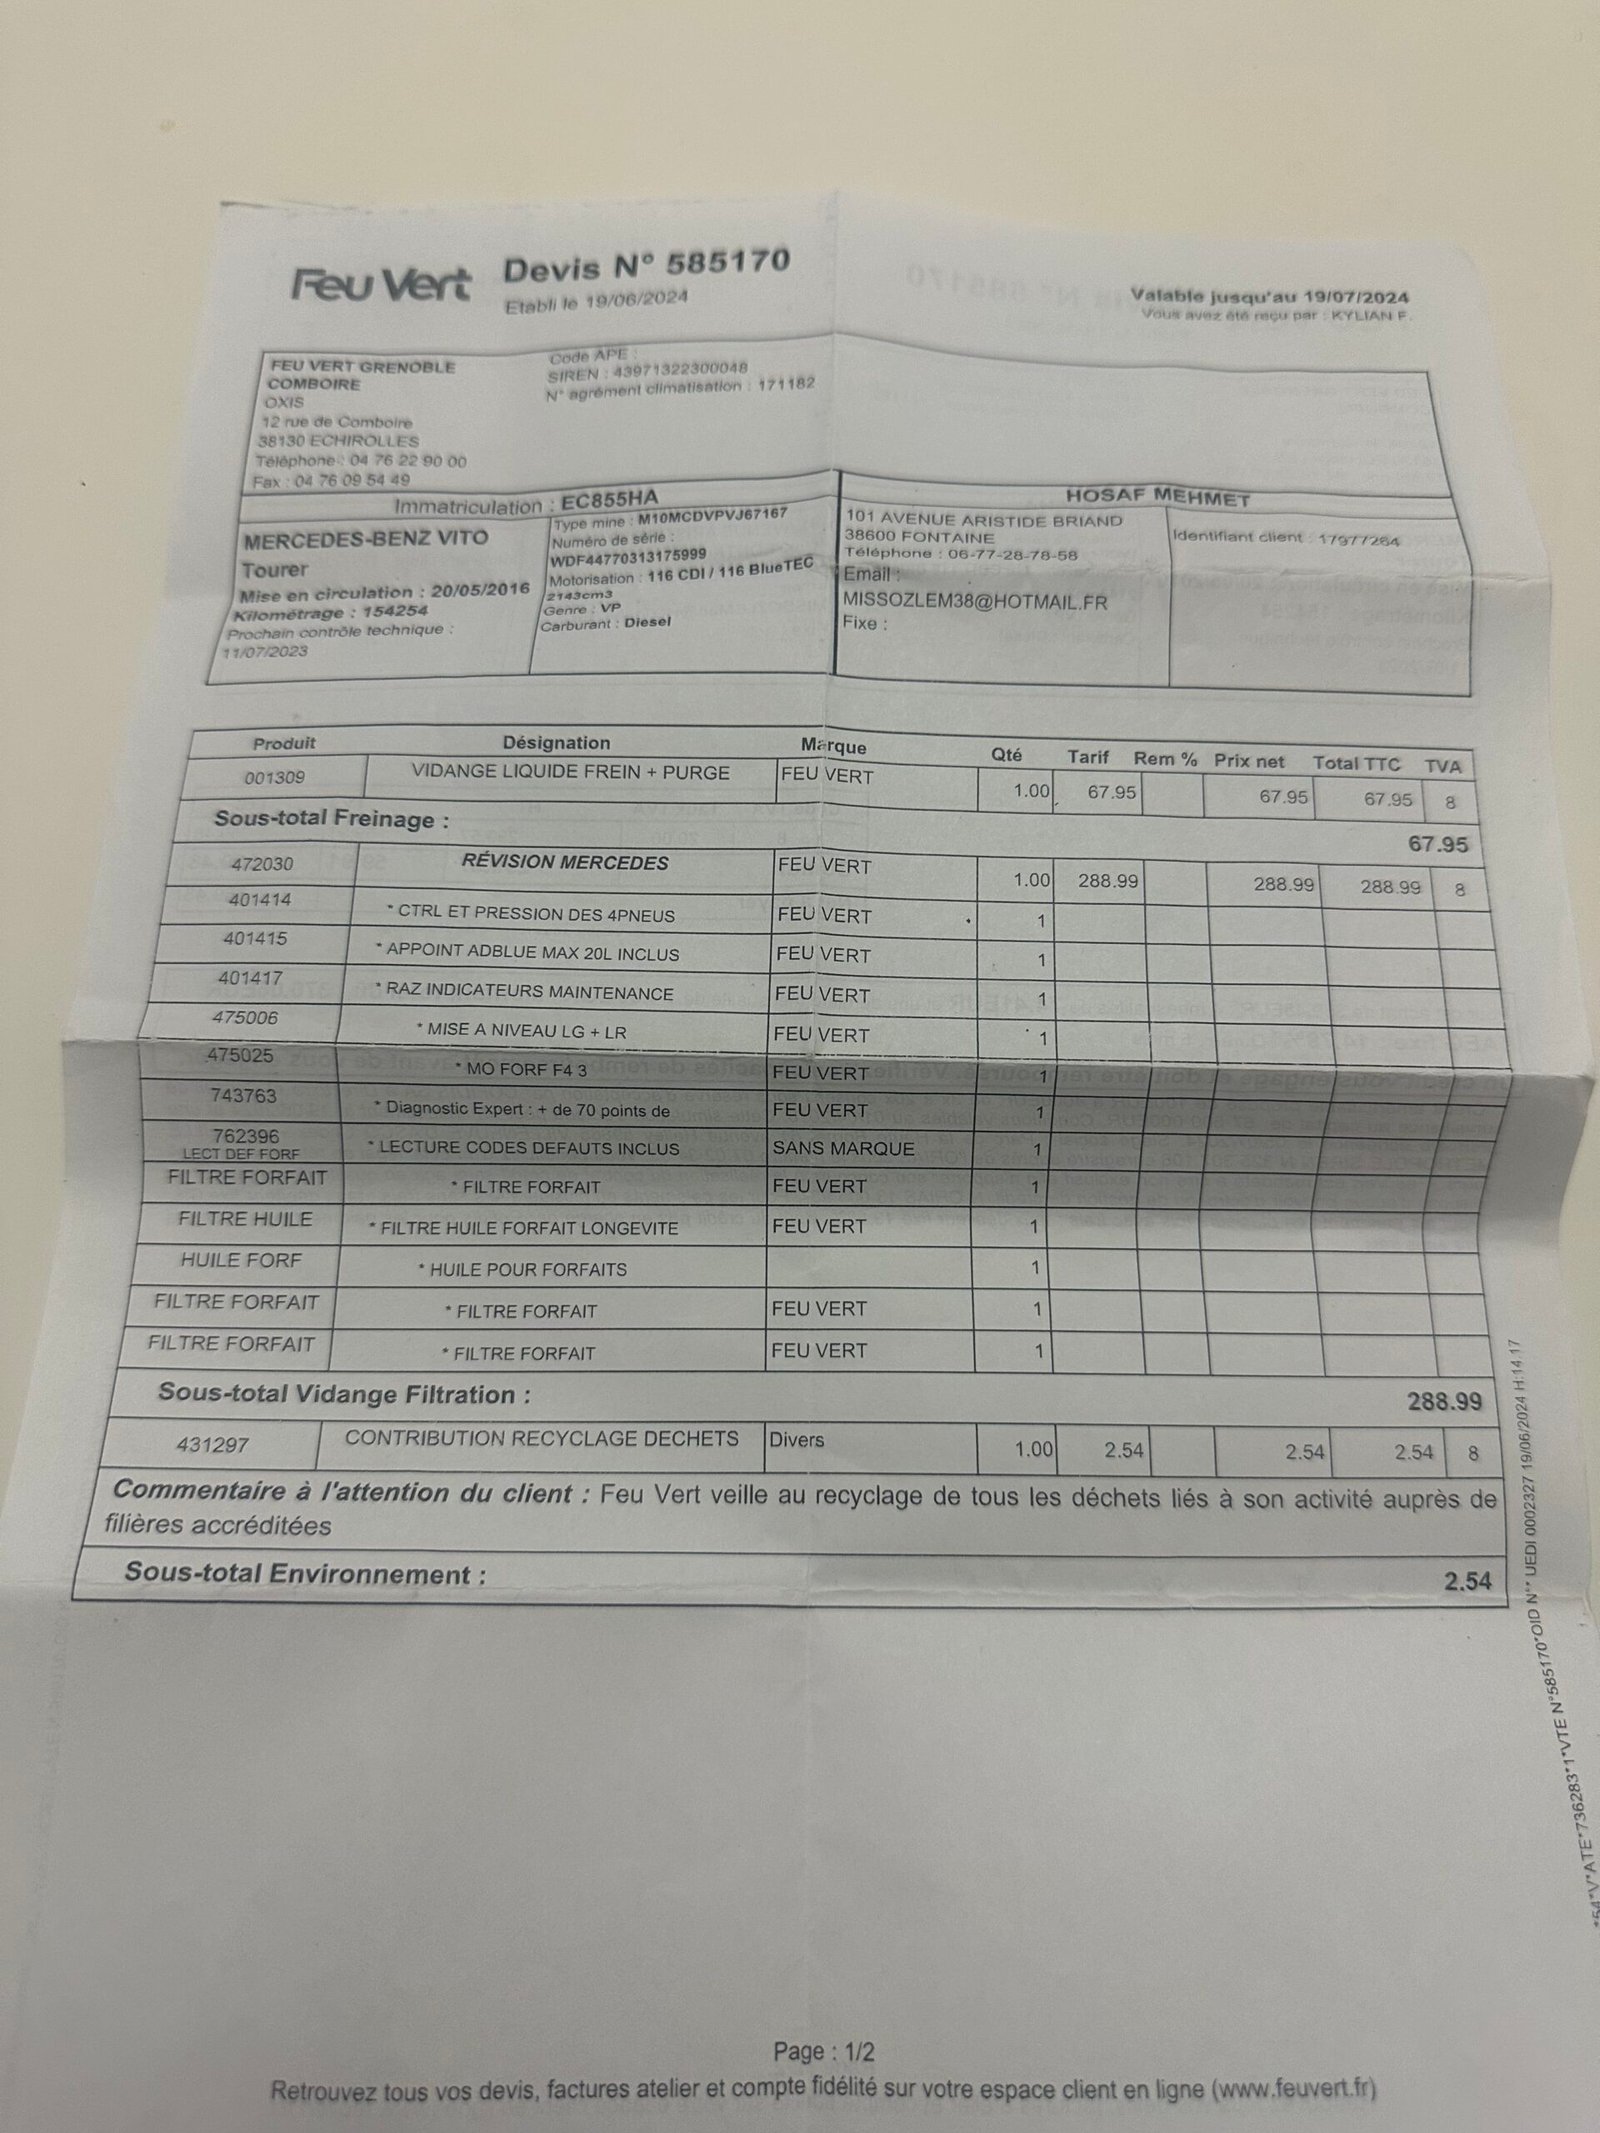 Feu Vert
Devis N° 585170
Etabli le 19/06/2024
Valable jusqu'au 19/07/2024
Vous avez été reçu par : KYLIAN F.
FEU VERT GRENOBLE
COMBOIRE
OXIS
12 rue de Comboire
38130 ECHIROLLES
Téléphone : 04 76 22 90 00
Fax : 04 76 09 54 49
Code APE :
SIREN : 43971322300048
N° agrément climatisation : 171182
Immatriculation : EC855HA
MERCEDES-BENZ VITO
Tourer
Mise en circulation : 20/05/2016
Kilométrage : 154254
Prochain contrôle technique :
11/07/2023
Type mine : M10MCDVPVJ67167
Numéro de série :
WDF44770313175999
Motorisation : 116 CDI / 116 BlueTEC
2143cm3
Genre : VP
Carburant : Diesel
HOSAF MEHMET
101 AVENUE ARISTIDE BRIAND
38600 FONTAINE
Téléphone : 06-77-28-78-58
Email :
MISSOZLEM38@HOTMAIL.FR
Fixe :
Identifiant client : 17977264
Produit Désignation Marque Qté Tarif Rem % Prix net Total TTC TVA
001309 VIDANGE LIQUIDE FREIN + PURGE FEU VERT 1.00 67.95 67.95 67.95 8
Sous-total Freinage : 67.95
472030 RÉVISION MERCEDES FEU VERT 1.00 288.99 288.99 288.99 8
401414 * CTRL ET PRESSION DES 4PNEUS FEU VERT 1
401415 * APPOINT ADBLUE MAX 20L INCLUS FEU VERT 1
401417 * RAZ INDICATEURS MAINTENANCE FEU VERT 1
475006 * MISE A NIVEAU LG + LR FEU VERT 1
475025 * MO FORF F4 3 FEU VERT 1
743763 * Diagnostic Expert : + de 70 points de FEU VERT 1
762396 * LECTURE CODES DEFAUTS INCLUS SANS MARQUE 1
LECT DEF FORF
FILTRE FORFAIT * FILTRE FORFAIT FEU VERT 1
FILTRE HUILE * FILTRE HUILE FORFAIT LONGEVITE FEU VERT 1
HUILE FORF * HUILE POUR FORFAITS 1
FILTRE FORFAIT * FILTRE FORFAIT FEU VERT 1
FILTRE FORFAIT * FILTRE FORFAIT FEU VERT 1
Sous-total Vidange Filtration : 288.99
431297 CONTRIBUTION RECYCLAGE DECHETS Divers 1.00 2.54 2.54 2.54 8
Commentaire à l'attention du client : Feu Vert veille au recyclage de tous les déchets liés à son activité auprès de
filières accréditées
Sous-total Environnement : 2.54
*54*V*ATE*736283*1*VTE N°585170*OID N°* UEDI 0002327 19/06/2024 H:14.17
Page : 1/2
Retrouvez tous vos devis, factures atelier et compte fidélité sur votre espace client en ligne (www.feuvert.fr)